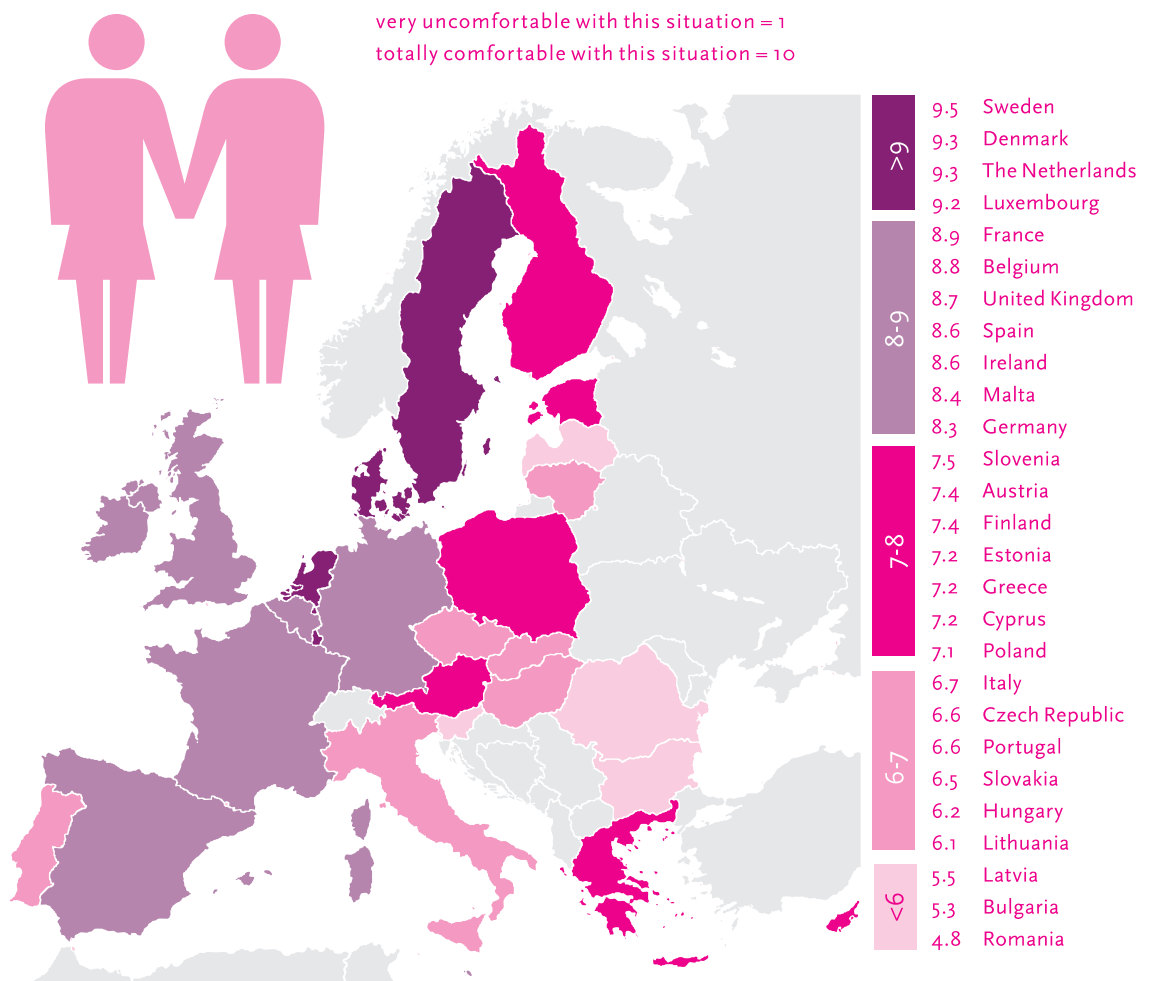 very uncomfortable with this situation = 1
totally comfortable with this situation = 10
>9
9.5 Sweden
9.3 Denmark
9.3 The Netherlands
9.2 Luxembourg
8-9
8.9 France
8.8 Belgium
8.7 United Kingdom
8.6 Spain
8.6 Ireland
8.4 Malta
8.3 Germany
7-8
7.5 Slovenia
7.4 Austria
7.4 Finland
7.2 Estonia
7.2 Greece
7.2 Cyprus
7.1 Poland
6-7
6.7 Italy
6.6 Czech Republic
6.6 Portugal
6.5 Slovakia
6.2 Hungary
6.1 Lithuania
<6
5.5 Latvia
5.3 Bulgaria
4.8 Romania